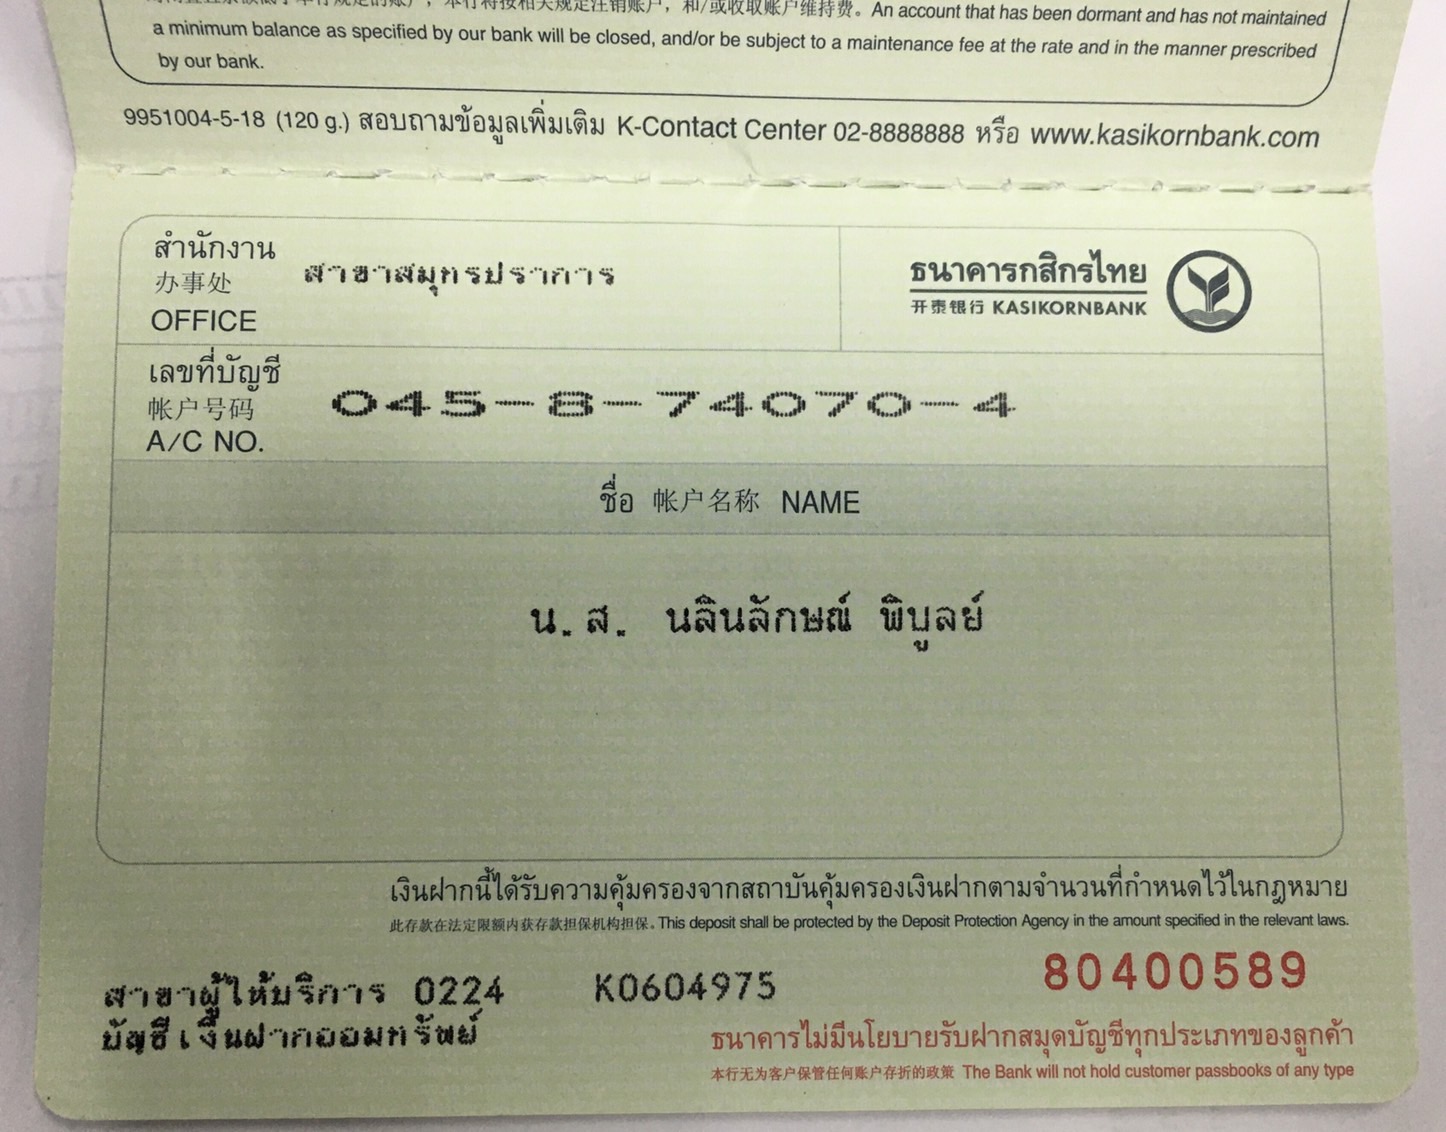 本行将按相关规定注销账户，和/或收取账户维持费。An account that has been dormant and has not maintained
a minimum balance as specified by our bank will be closed, and/or be subject to a maintenance fee at the rate and in the manner prescribed
by our bank.
9951004-5-18 (120 g.) สอบถามข้อมูลเพิ่มเติม K-Contact Center 02-8888888 หรือ www.kasikornbank.com
สำนักงาน
办事处
OFFICE
สาขาสมุทรปราการ
ธนาคารกสิกรไทย
开泰银行 KASIKORNBANK
เลขที่บัญชี
帐户号码
A/C NO.
045-8-74070-4
ชื่อ 帐户名称 NAME
น.ส. นลินลักษณ์ พิบูลย์
เงินฝากนี้ได้รับความคุ้มครองจากสถาบันคุ้มครองเงินฝากตามจำนวนที่กำหนดไว้ในกฎหมาย
此存款在法定限额内获存款担保机构担保。This deposit shall be protected by the Deposit Protection Agency in the amount specified in the relevant laws.
สาขาผู้ให้บริการ 0224 K0604975
80400589
บัญชีเงินฝากออมทรัพย์
ธนาคารไม่มีนโยบายรับฝากสมุดบัญชีทุกประเภทของลูกค้า
本行无为客户保管任何账户存折的政策 The Bank will not hold customer passbooks of any type